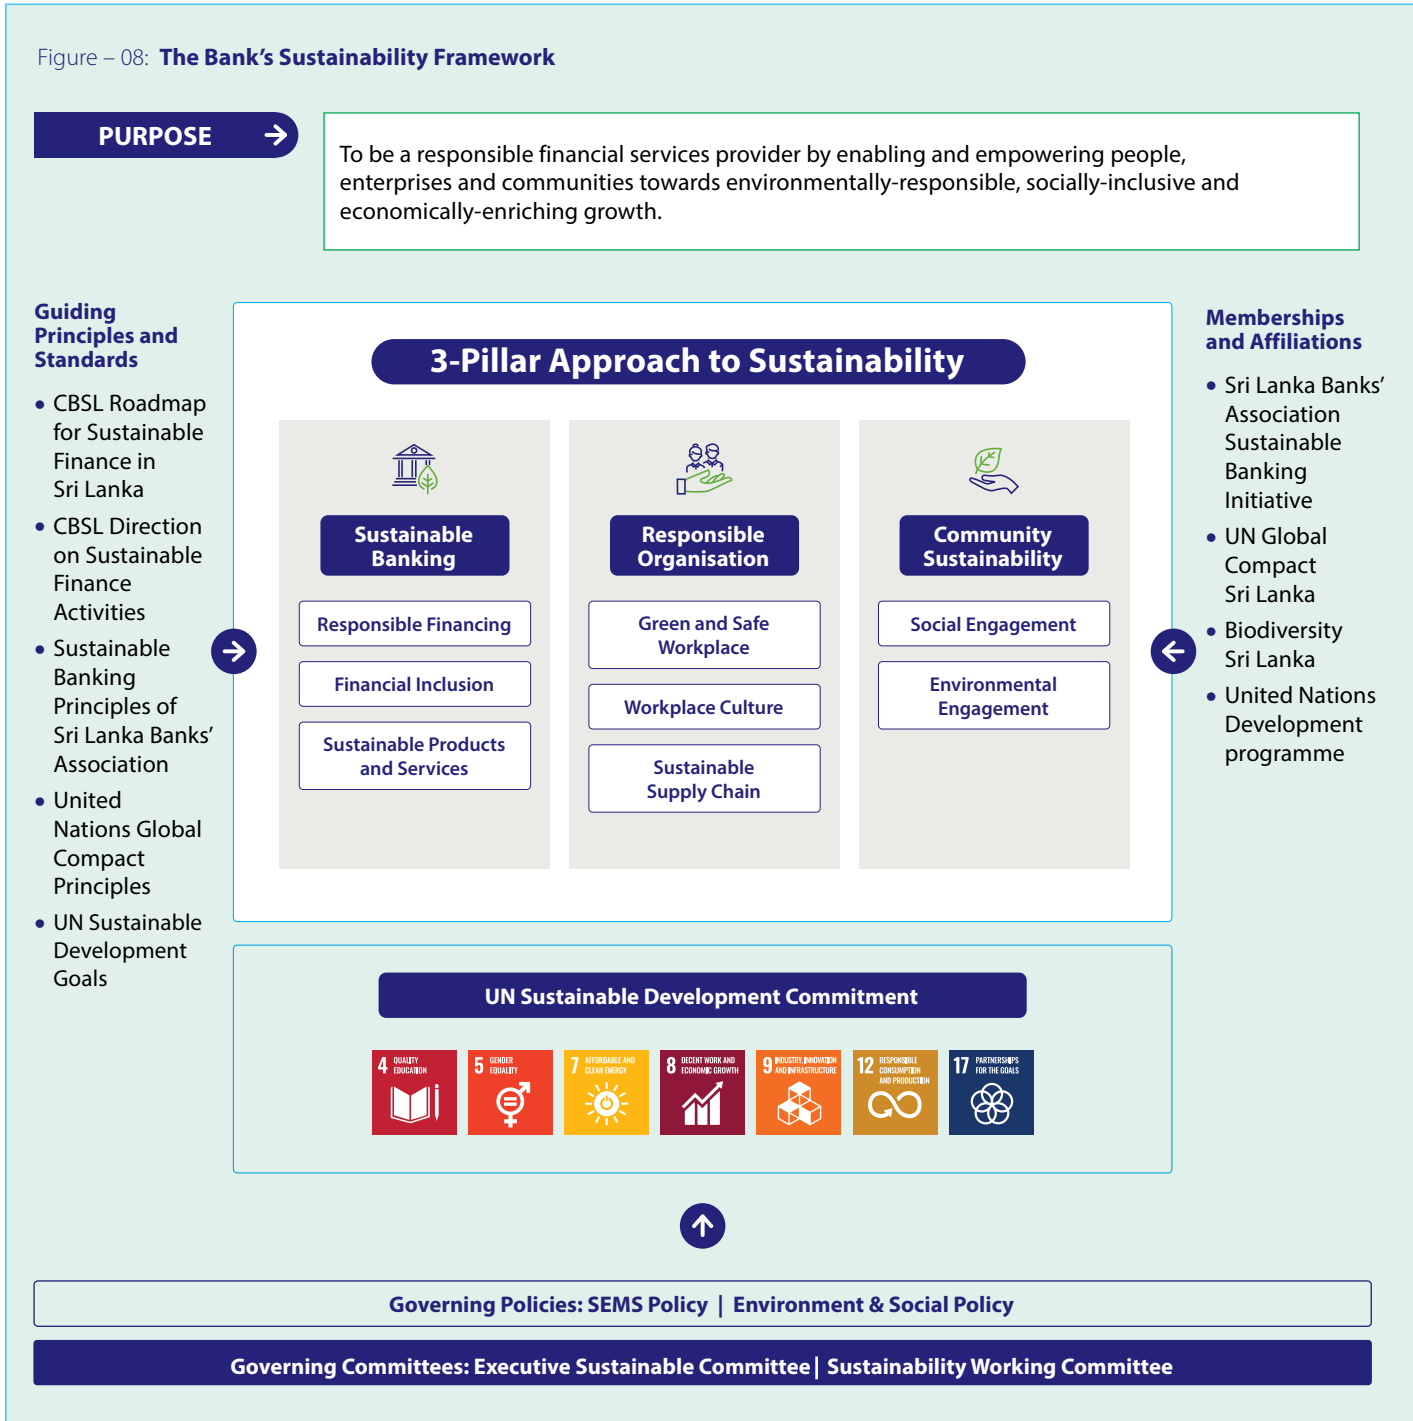 Figure – 08: The Bank's Sustainability Framework
PURPOSE
To be a responsible financial services provider by enabling and empowering people,
enterprises and communities towards environmentally-responsible, socially-inclusive and
economically-enriching growth.
Guiding
Principles and
Standards
• CBSL Roadmap
for Sustainable
Finance in
Sri Lanka
• CBSL Direction
on Sustainable
Finance
Activities
• Sustainable
Banking
Principles of
Sri Lanka Banks'
Association
• United
Nations Global
Compact
Principles
• UN Sustainable
Development
Goals
3-Pillar Approach to Sustainability
Sustainable
Banking
Responsible Financing
Financial Inclusion
Sustainable Products
and Services
Responsible
Organisation
Green and Safe
Workplace
Workplace Culture
Sustainable
Supply Chain
Community
Sustainability
Social Engagement
Environmental
Engagement
Memberships
and Affiliations
• Sri Lanka Banks'
Association
Sustainable
Banking
Initiative
• UN Global
Compact
Sri Lanka
• Biodiversity
Sri Lanka
• United Nations
Development
programme
UN Sustainable Development Commitment
4 QUALITY
EDUCATION
5 GENDER
EQUALITY
7 AFFORDABLE AND
CLEAN ENERGY
8 DECENT WORK AND
ECONOMIC GROWTH
9 INDUSTRY, INNOVATION
AND INFRASTRUCTURE
12 RESPONSIBLE
CONSUMPTION
AND PRODUCTION
17 PARTNERSHIPS
FOR THE GOALS
Governing Policies: SEMS Policy | Environment & Social Policy
Governing Committees: Executive Sustainable Committee | Sustainability Working Committee